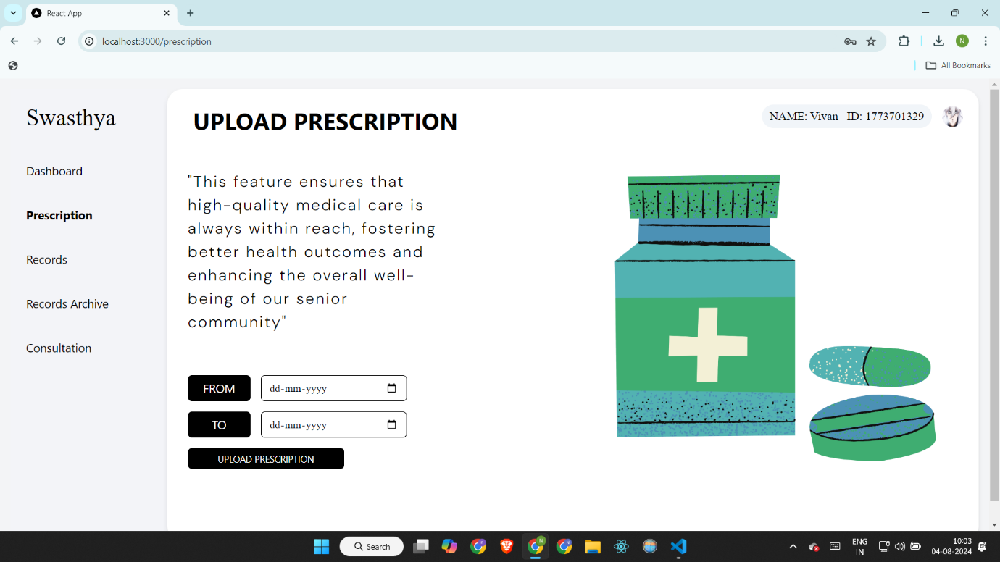 React App
localhost:3000/prescription
N
All Bookmarks
Swasthya
UPLOAD PRESCRIPTION
NAME: Vivan ID: 1773701329
Dashboard
Prescription
Records
Records Archive
Consultation
"This feature ensures that
high-quality medical care is
always within reach, fostering
better health outcomes and
enhancing the overall well-
being of our senior
community"
FROM
dd-mm-yyyy
TO
dd-mm-yyyy
UPLOAD PRESCRIPTION
Search
ENG
IN
10:03
04-08-2024